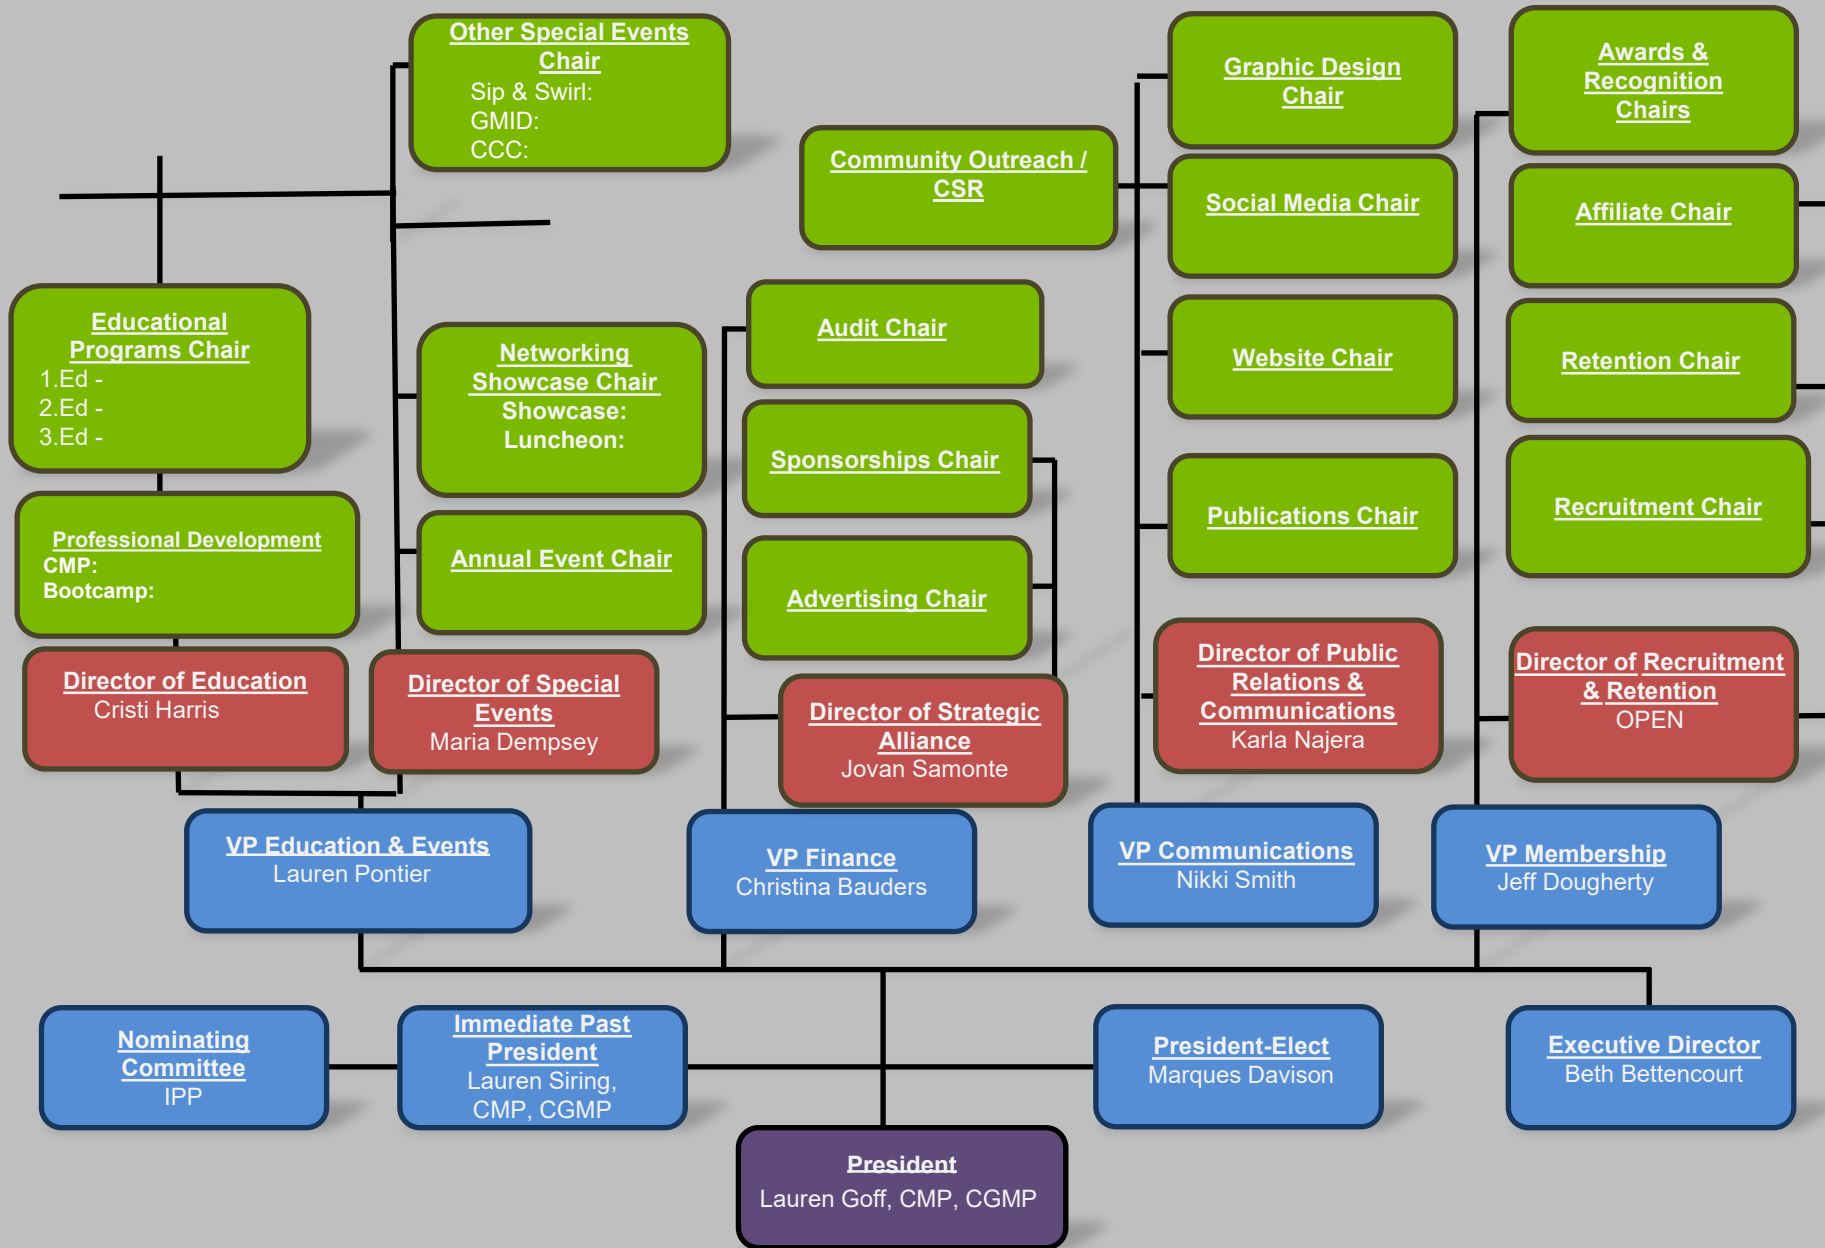 Other Special Events
Chair
Sip & Swirl:
GMID:
CCC:
Graphic Design
Chair
Awards &
Recognition
Chairs
Community Outreach /
CSR
Social Media Chair
Affiliate Chair
Educational
Programs Chair
1.Ed -
2.Ed -
3.Ed -
Networking
Showcase Chair
Showcase:
Luncheon:
Audit Chair
Website Chair
Retention Chair
Sponsorships Chair
Publications Chair
Recruitment Chair
Professional Development
CMP:
Bootcamp:
Annual Event Chair
Advertising Chair
Director of Education
Cristi Harris
Director of Special
Events
Maria Dempsey
Director of Strategic
Alliance
Jovan Samonte
Director of Public
Relations &
Communications
Karla Najera
Director of Recruitment
& Retention
OPEN
VP Education & Events
Lauren Pontier
VP Finance
Christina Bauders
VP Communications
Nikki Smith
VP Membership
Jeff Dougherty
Nominating
Committee
IPP
Immediate Past
President
Lauren Siring,
CMP, CGMP
President-Elect
Marques Davison
Executive Director
Beth Bettencourt
President
Lauren Goff, CMP, CGMP